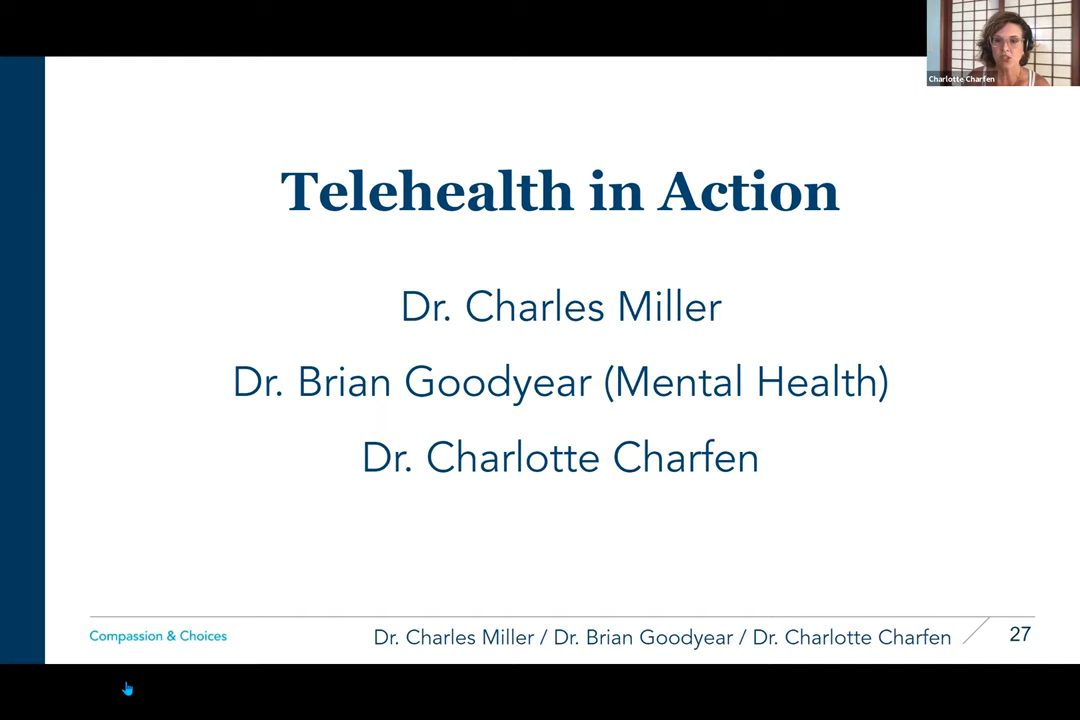 Charlotte Charfen
Telehealth in Action
Dr. Charles Miller
Dr. Brian Goodyear (Mental Health)
Dr. Charlotte Charfen
Compassion & Choices
Dr. Charles Miller / Dr. Brian Goodyear / Dr. Charlotte Charfen
27